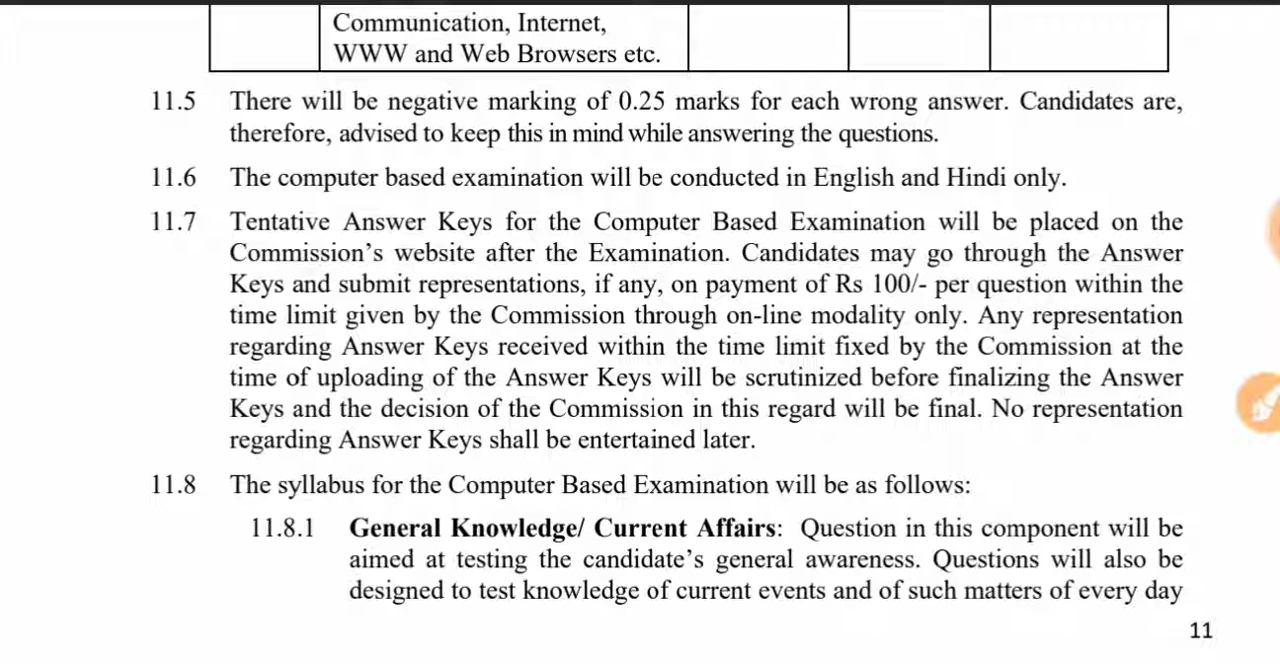 Communication, Internet,
WWW and Web Browsers etc.
11.5 There will be negative marking of 0.25 marks for each wrong answer. Candidates are,
therefore, advised to keep this in mind while answering the questions.
11.6 The computer based examination will be conducted in English and Hindi only.
11.7 Tentative Answer Keys for the Computer Based Examination will be placed on the
Commission's website after the Examination. Candidates may go through the Answer
Keys and submit representations, if any, on payment of Rs 100/- per question within the
time limit given by the Commission through on-line modality only. Any representation
regarding Answer Keys received within the time limit fixed by the Commission at the
time of uploading of the Answer Keys will be scrutinized before finalizing the Answer
Keys and the decision of the Commission in this regard will be final. No representation
regarding Answer Keys shall be entertained later.
11.8 The syllabus for the Computer Based Examination will be as follows:
11.8.1 General Knowledge/ Current Affairs: Question in this component will be
aimed at testing the candidate's general awareness. Questions will also be
designed to test knowledge of current events and of such matters of every day
11